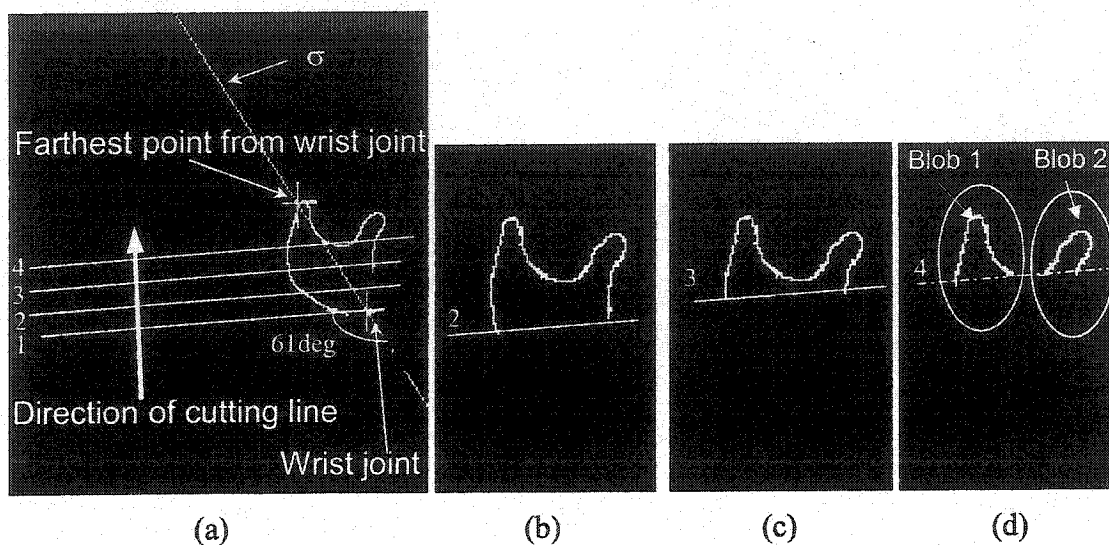 σ
Farthest point from wrist joint
4
3
2
1
61deg
Direction of cutting line
Wrist joint
2
3
Blob 1
Blob 2
4
(a)
(b)
(c)
(d)